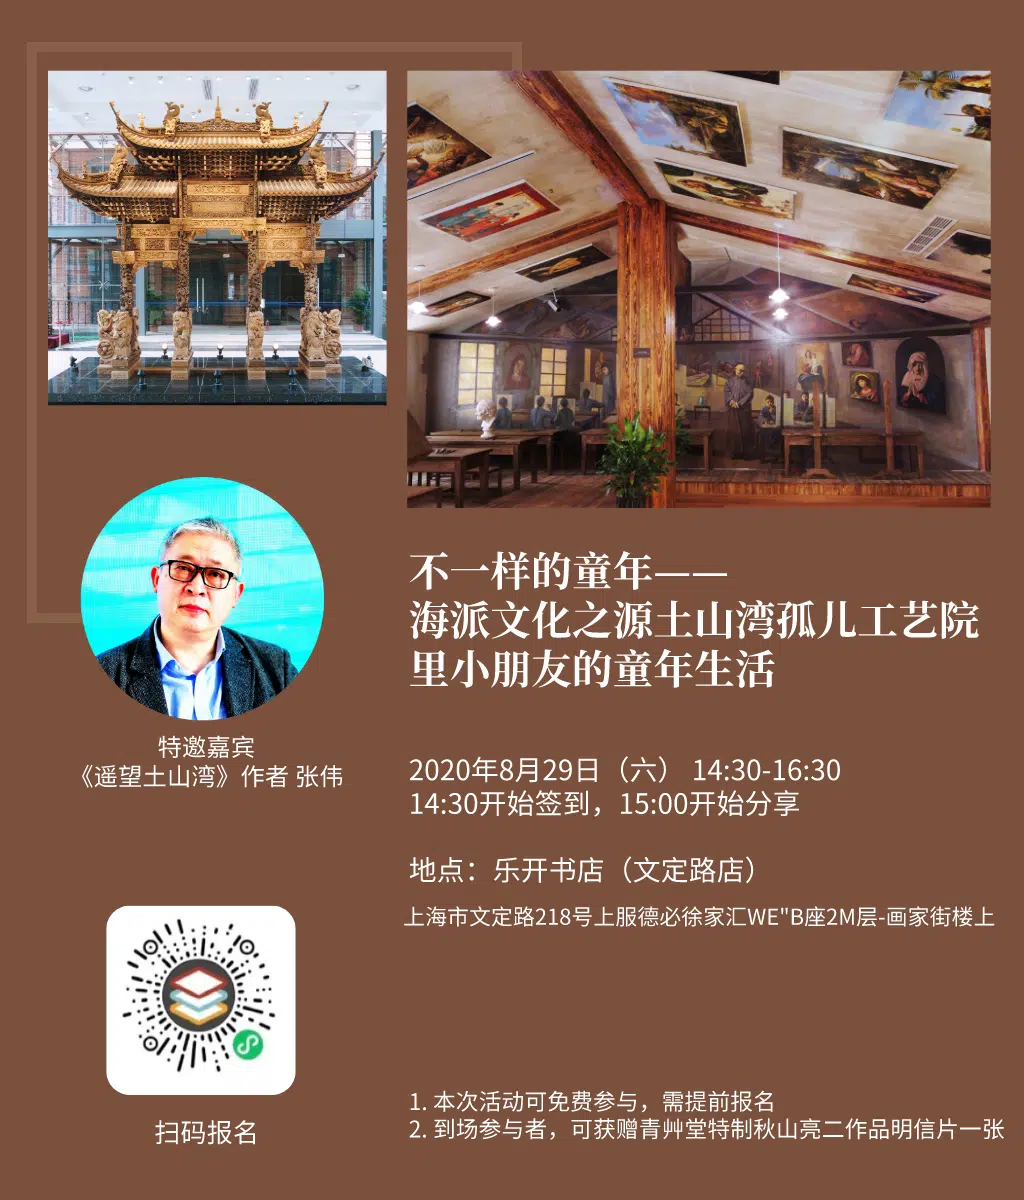 不一样的童年——
海派文化之源土山湾孤儿工艺院
里小朋友的童年生活
特邀嘉宾
《遥望土山湾》作者 张伟
2020年8月29日（六） 14:30-16:30
14:30开始签到，15:00开始分享
地点：乐开书店（文定路店）
上海市文定路218号上服德必徐家汇WE"B座2M层-画家街楼上
扫码报名
1. 本次活动可免费参与，需提前报名
2. 到场参与者，可获赠青艸堂特制秋山亮二作品明信片一张